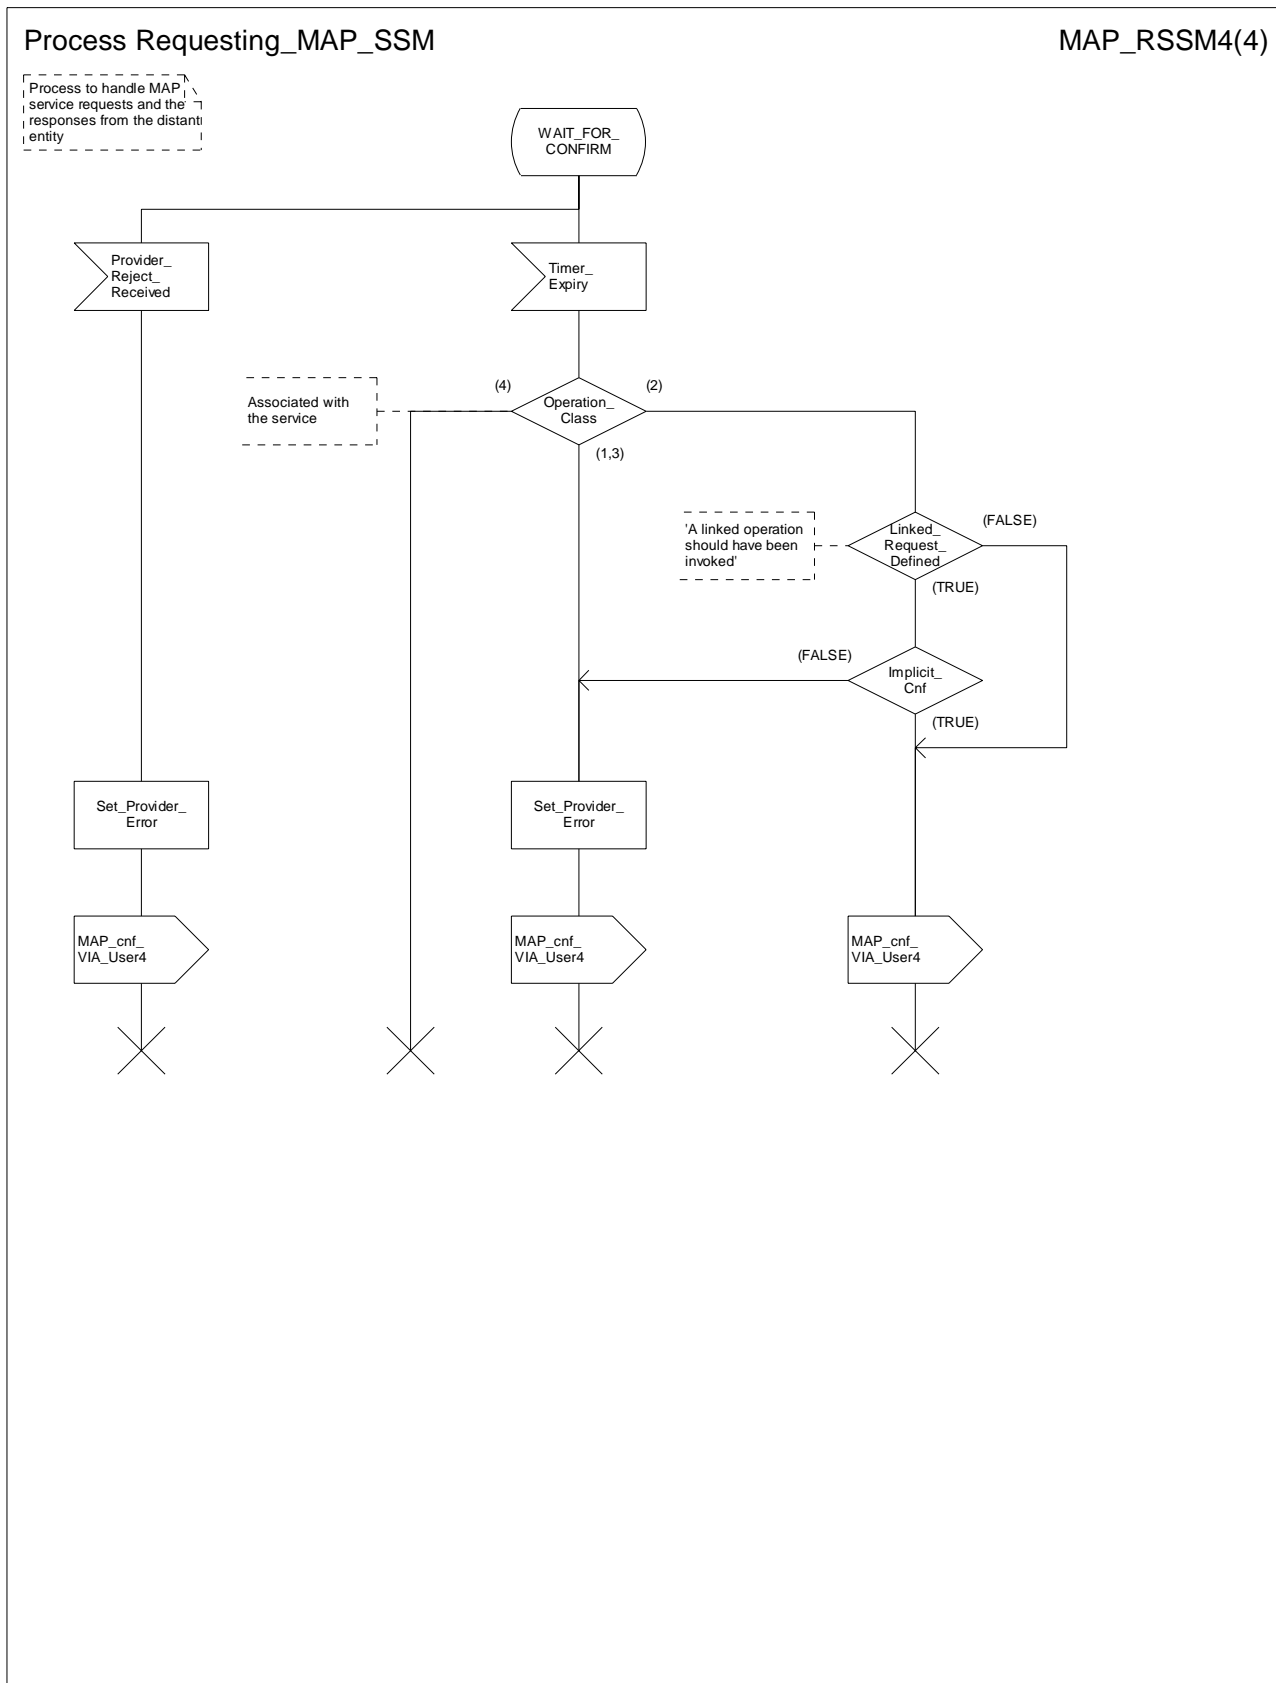 Process Requesting_MAP_SSM
MAP_RSSM4(4)
Process to handle MAP
service requests and the
responses from the distant
entity
WAIT_FOR_
CONFIRM
Provider_
Reject_
Received
Timer_
Expiry
Associated with
the service
(4)
Operation_
Class
(2)
(1,3)
'A linked operation
should have been
invoked'
Linked_
Request_
Defined
(FALSE)
(TRUE)
(FALSE)
Implicit_
Cnf
(TRUE)
Set_Provider_
Error
Set_Provider_
Error
MAP_cnf_
VIA_User4
MAP_cnf_
VIA_User4
MAP_cnf_
VIA_User4